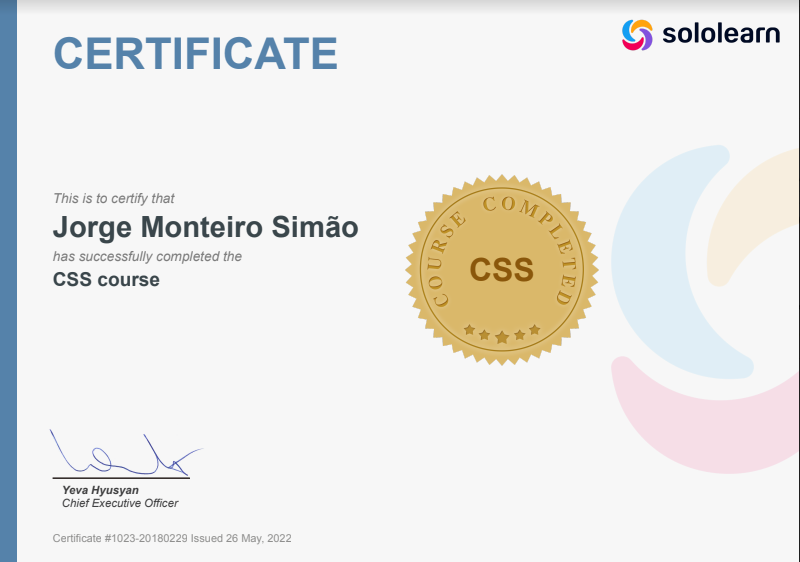 CERTIFICATE
sololearn
This is to certify that
Jorge Monteiro Simão
has successfully completed the
CSS course
COURSE COMPLETED
CSS
Yeva Hyusyan
Chief Executive Officer
Certificate #1023-20180229 Issued 26 May, 2022